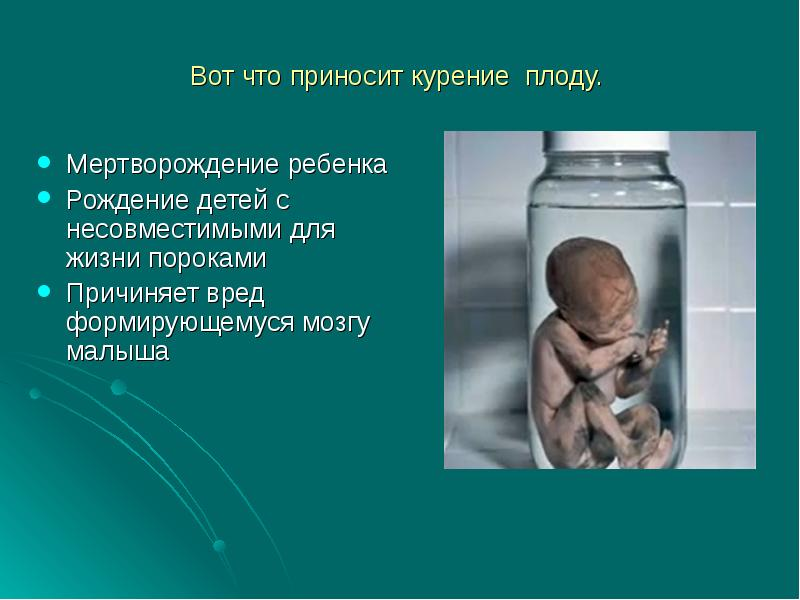 Вот что приносит курение плоду.
Мертворождение ребенка
Рождение детей с
несовместимыми для
жизни пороками
Причиняет вред
формирующемуся мозгу
малыша